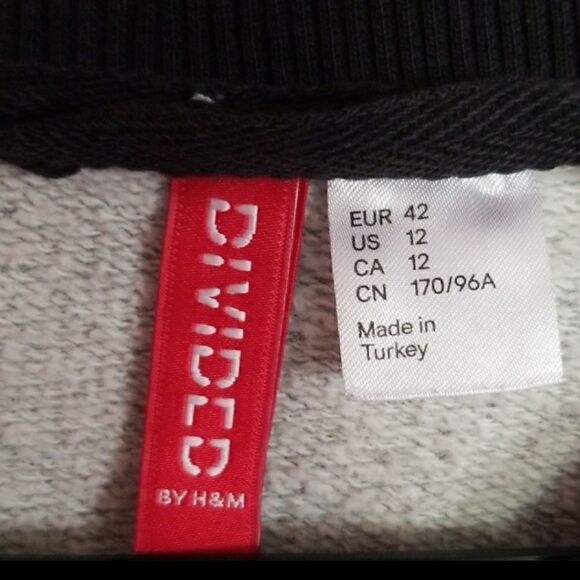 DIVIDED
BY H&M
EUR 42
US 12
CA 12
CN 170/96A
Made in
Turkey